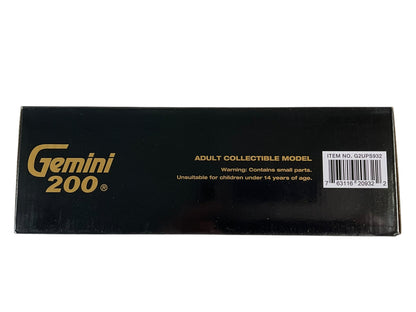 Gemini
200®
ADULT COLLECTIBLE MODEL
Warning: Contains small parts.
Unsuitable for children under 14 years of age.
ITEM NO. G2UPS932
7 63116 20932 2